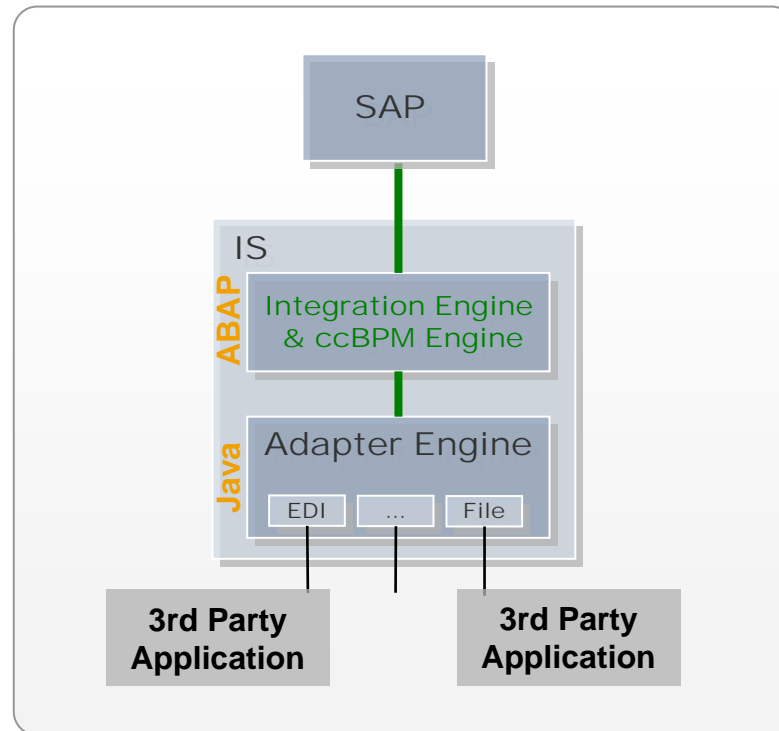 SAP
IS
ABAP
Integration Engine
& ccBPM Engine
Java
Adapter Engine
EDI
...
File
3rd Party
Application
3rd Party
Application